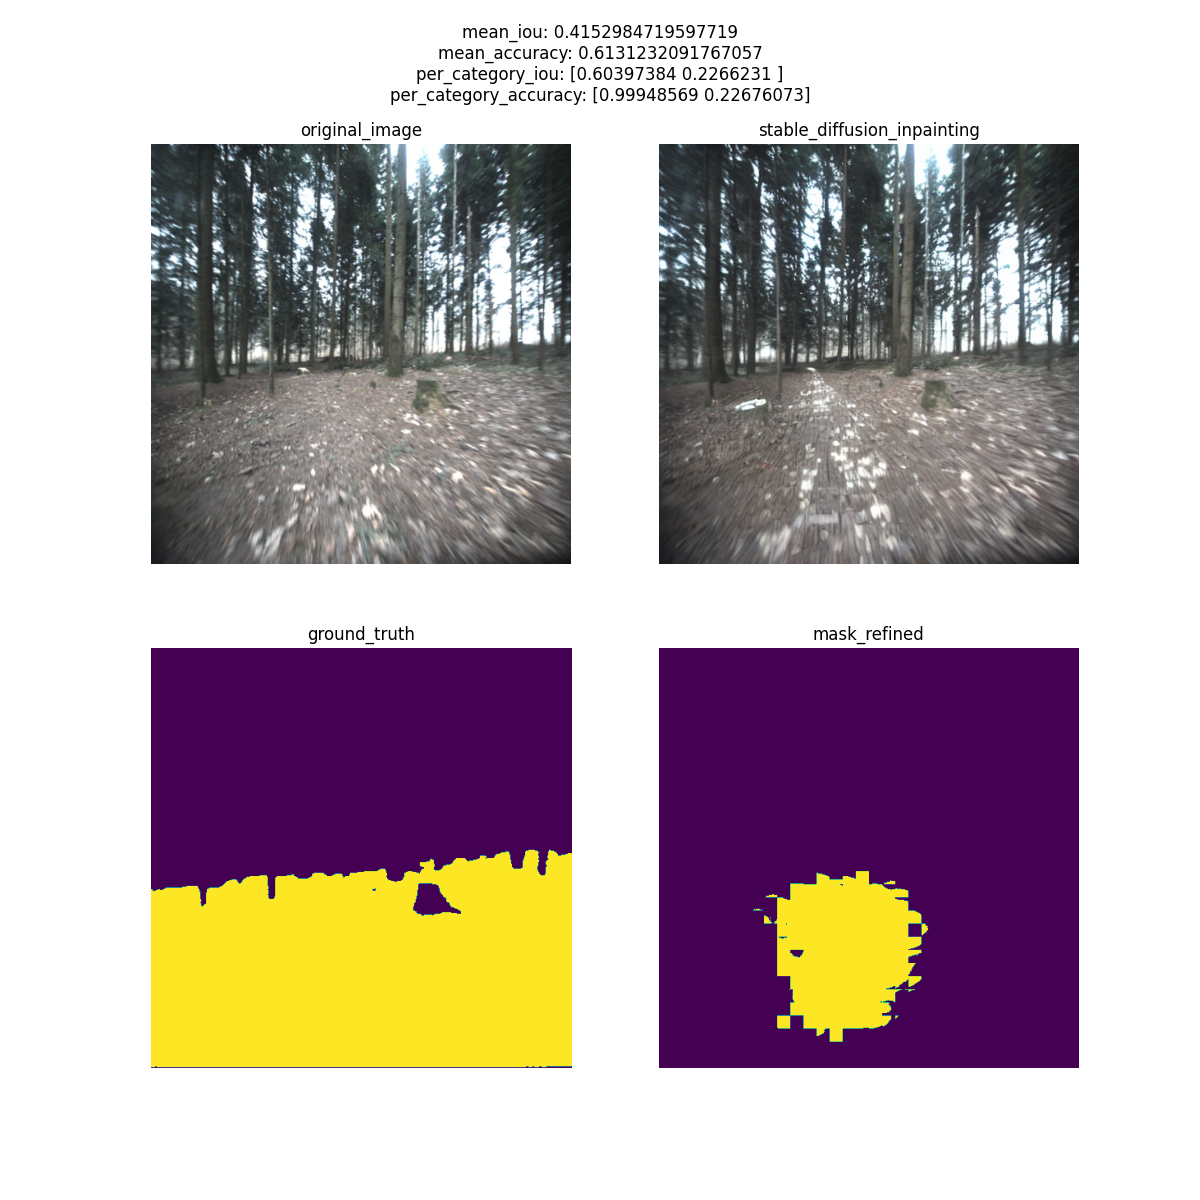 mean_iou: 0.4152984719597719
mean_accuracy: 0.6131232091767057
per_category_iou: [0.60397384 0.2266231 ]
per_category_accuracy: [0.99948569 0.22676073]
original_image
stable_diffusion_inpainting
ground_truth
mask_refined